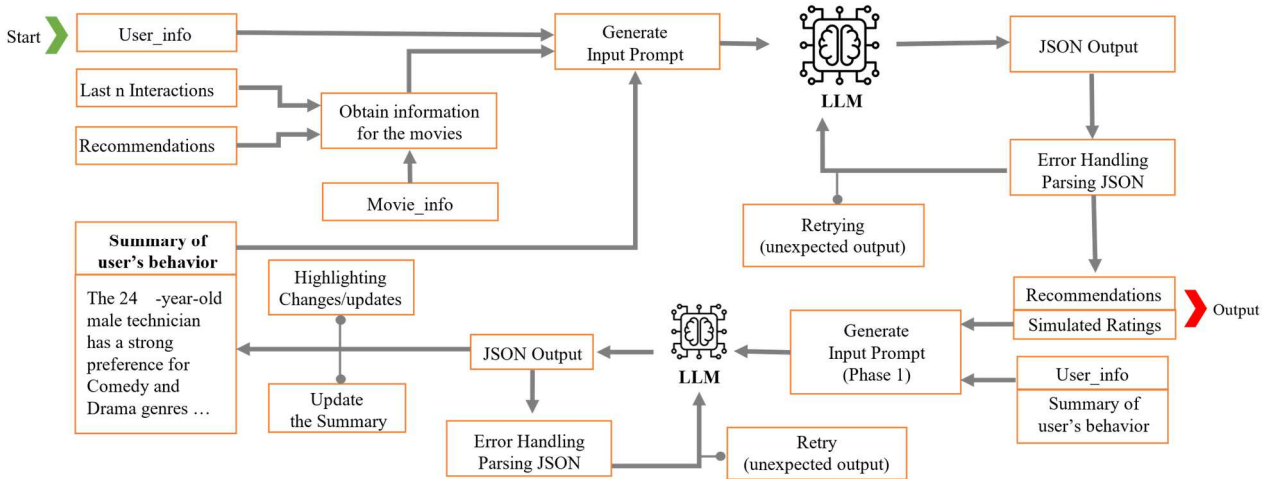 Start
User_info
Last n Interactions
Recommendations
Obtain information
for the movies
Movie_info
Generate
Input Prompt
LLM
JSON Output
Error Handling
Parsing JSON
Retrying
(unexpected output)
Recommendations
Simulated Ratings
Output
User_info
Summary of
user's behavior
Generate
Input Prompt
(Phase 1)
LLM
Retry
(unexpected output)
JSON Output
Error Handling
Parsing JSON
Highlighting
Changes/updates
Update
the Summary
Summary of
user's behavior
The 24 -year-old
male technician
has a strong
preference for
Comedy and
Drama genres …